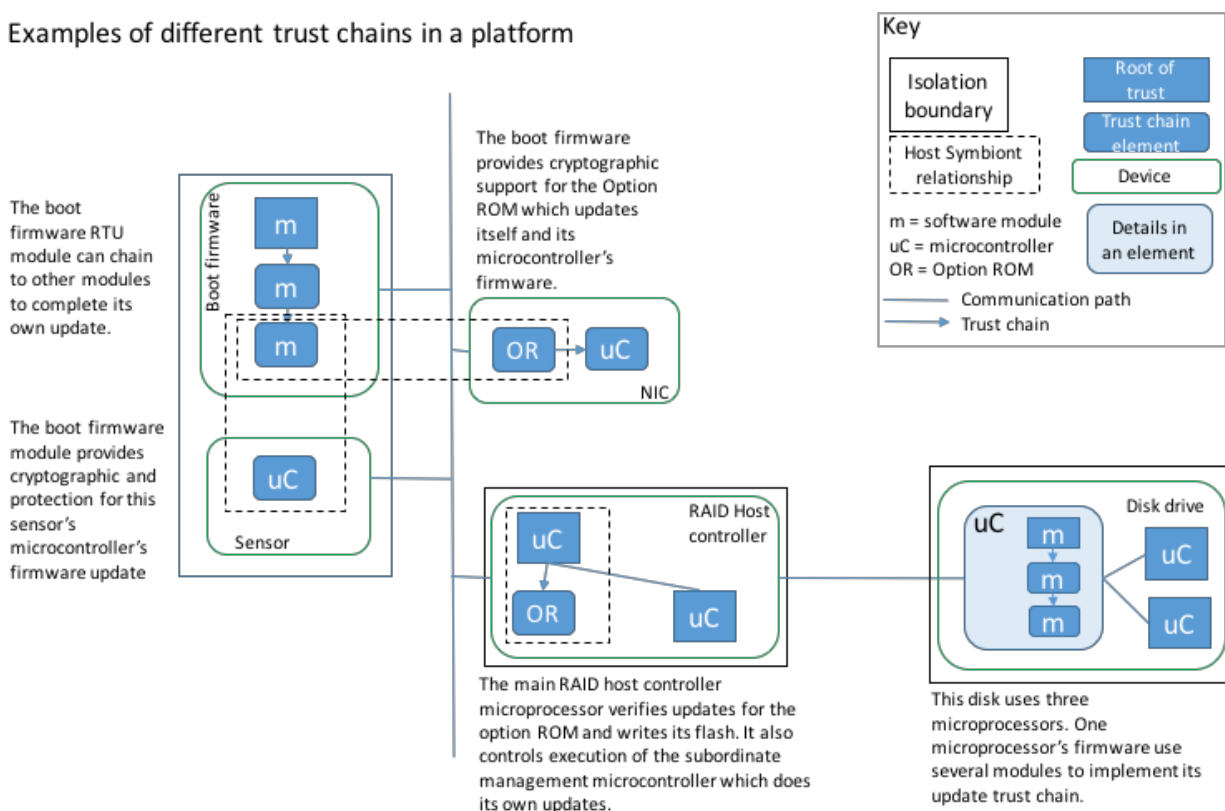 Examples of different trust chains in a platform
Key
Isolation
boundary
Root of
trust
Trust chain
element
Host Symbiont
relationship
Device
m = software module
uC = microcontroller
OR = Option ROM
Details in
an element
Communication path
Trust chain
The boot
firmware RTU
module can chain
to other modules
to complete its
own update.
Boot firmware
m
m
m
The boot firmware
provides cryptographic
support for the Option
ROM which updates
itself and its
microcontroller's
firmware.
OR
uC
NIC
The boot firmware
module provides
cryptographic and
protection for this
sensor's
microcontroller's
firmware update
uC
Sensor
RAID Host
controller
uC
OR
uC
The main RAID host controller
microprocessor verifies updates for the
option ROM and writes its flash. It also
controls execution of the subordinate
management microcontroller which does
its own updates.
Disk drive
uC
m
m
m
uC
uC
This disk uses three
microprocessors. One
microprocessor's firmware use
several modules to implement its
update trust chain.